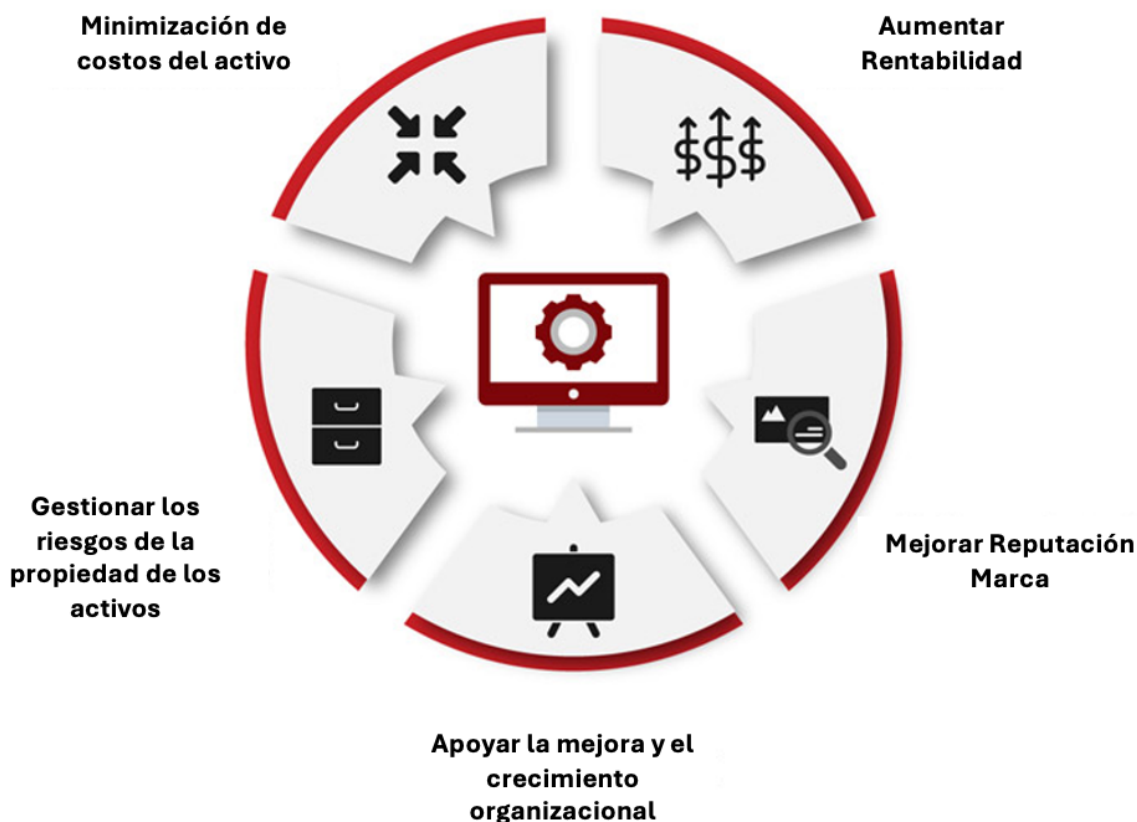 Minimización de
costos del activo
Aumentar
Rentabilidad
Gestionar los
riesgos de la
propiedad de los
activos
Mejorar Reputación
Marca
Apoyar la mejora y el
crecimiento
organizacional